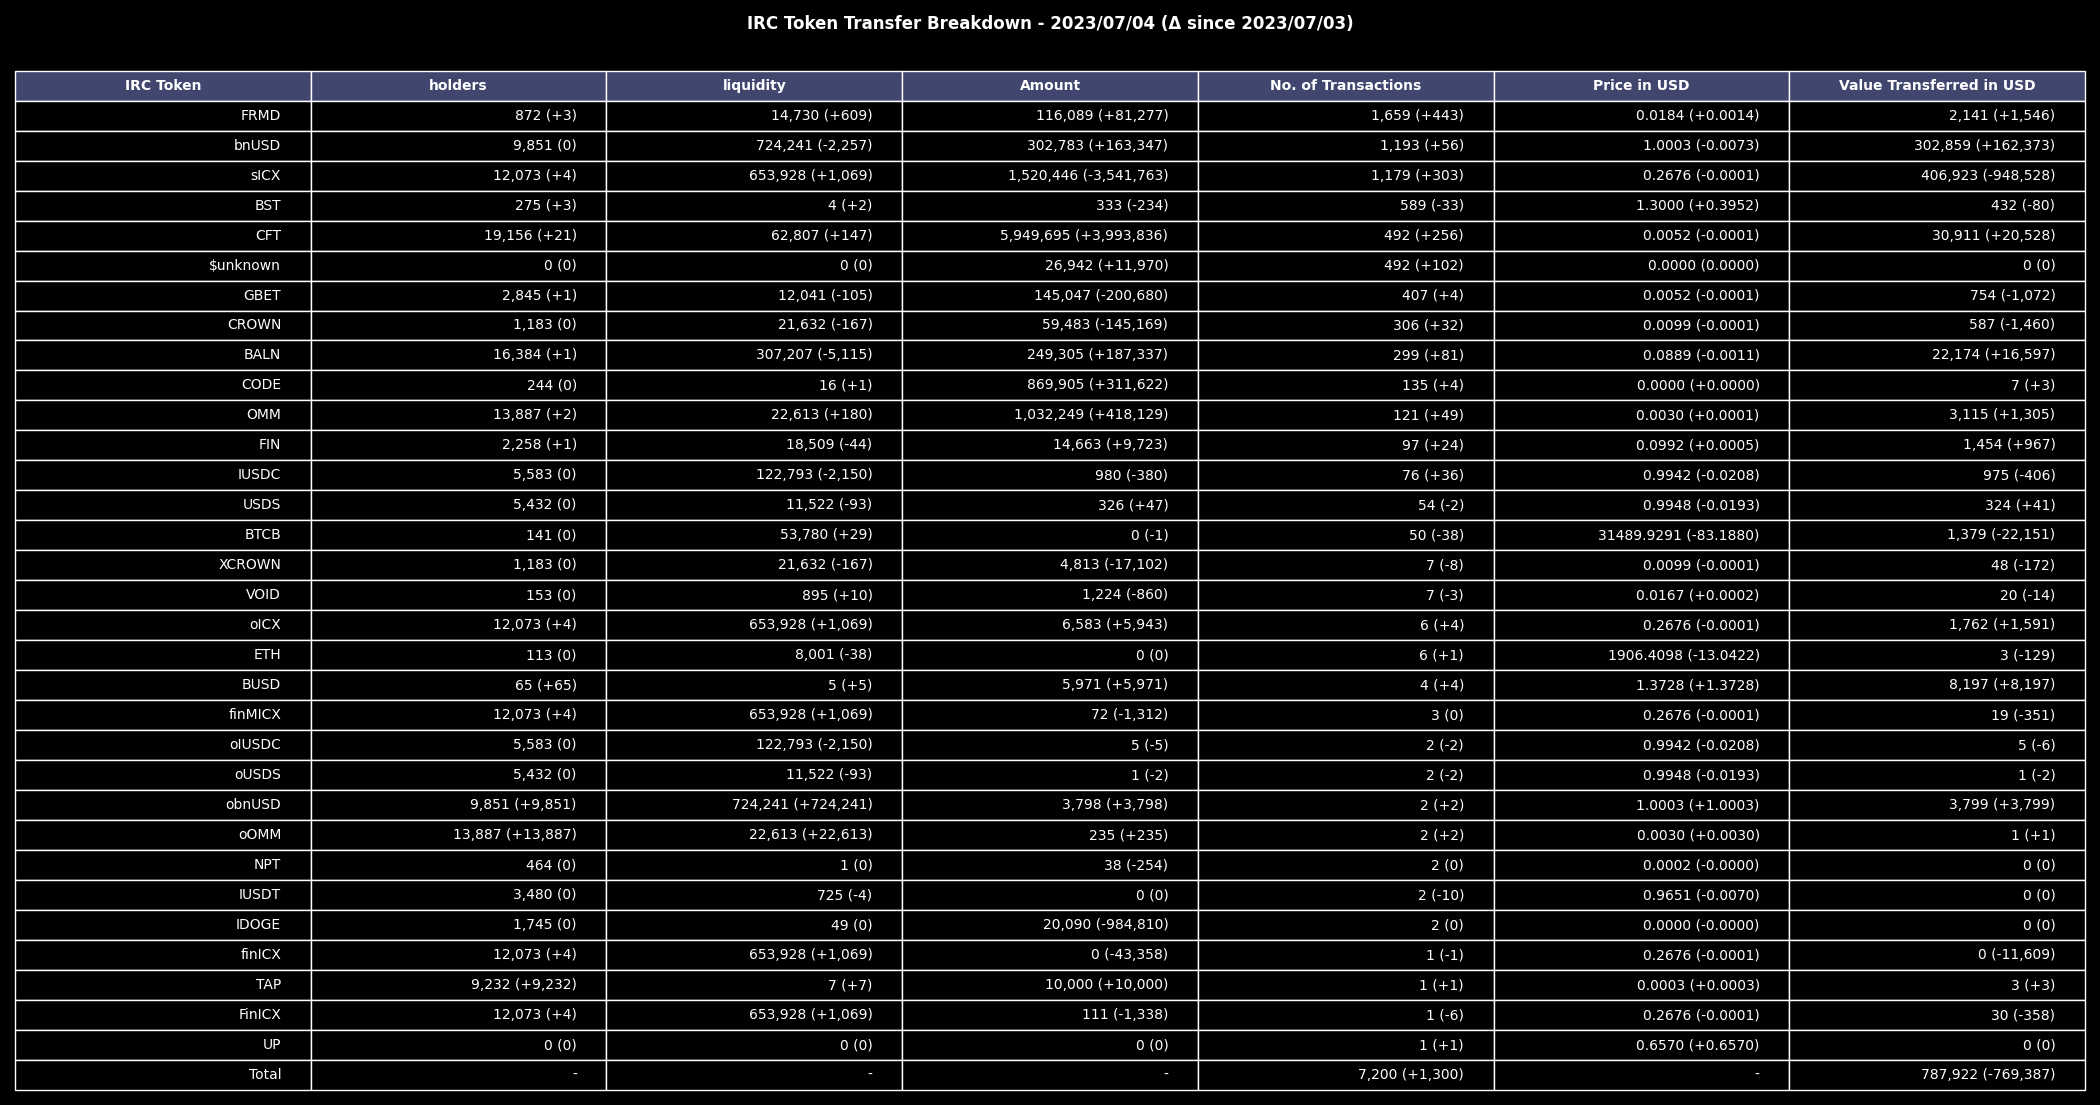 IRC Token Transfer Breakdown - 2023/07/04 (Δ since 2023/07/03)
IRC Token holders liquidity Amount No. of Transactions Price in USD Value Transferred in USD
FRMD 872 (+3) 14,730 (+609) 116,089 (+81,277) 1,659 (+443) 0.0184 (+0.0014) 2,141 (+1,546)
bnUSD 9,851 (0) 724,241 (-2,257) 302,783 (+163,347) 1,193 (+56) 1.0003 (-0.0073) 302,859 (+162,373)
sICX 12,073 (+4) 653,928 (+1,069) 1,520,446 (-3,541,763) 1,179 (+303) 0.2676 (-0.0001) 406,923 (-948,528)
BST 275 (+3) 4 (+2) 333 (-234) 589 (-33) 1.3000 (+0.3952) 432 (-80)
CFT 19,156 (+21) 62,807 (+147) 5,949,695 (+3,993,836) 492 (+256) 0.0052 (-0.0001) 30,911 (+20,528)
$unknown 0 (0) 0 (0) 26,942 (+11,970) 492 (+102) 0.0000 (0.0000) 0 (0)
GBET 2,845 (+1) 12,041 (-105) 145,047 (-200,680) 407 (+4) 0.0052 (-0.0001) 754 (-1,072)
CROWN 1,183 (0) 21,632 (-167) 59,483 (-145,169) 306 (+32) 0.0099 (-0.0001) 587 (-1,460)
BALN 16,384 (+1) 307,207 (-5,115) 249,305 (+187,337) 299 (+81) 0.0889 (-0.0011) 22,174 (+16,597)
CODE 244 (0) 16 (+1) 869,905 (+311,622) 135 (+4) 0.0000 (+0.0000) 7 (+3)
OMM 13,887 (+2) 22,613 (+180) 1,032,249 (+418,129) 121 (+49) 0.0030 (+0.0001) 3,115 (+1,305)
FIN 2,258 (+1) 18,509 (-44) 14,663 (+9,723) 97 (+24) 0.0992 (+0.0005) 1,454 (+967)
IUSDC 5,583 (0) 122,793 (-2,150) 980 (-380) 76 (+36) 0.9942 (-0.0208) 975 (-406)
USDS 5,432 (0) 11,522 (-93) 326 (+47) 54 (-2) 0.9948 (-0.0193) 324 (+41)
BTCB 141 (0) 53,780 (+29) 0 (-1) 50 (-38) 31489.9291 (-83.1880) 1,379 (-22,151)
XCROWN 1,183 (0) 21,632 (-167) 4,813 (-17,102) 7 (-8) 0.0099 (-0.0001) 48 (-172)
VOID 153 (0) 895 (+10) 1,224 (-860) 7 (-3) 0.0167 (+0.0002) 20 (-14)
oICX 12,073 (+4) 653,928 (+1,069) 6,583 (+5,943) 6 (+4) 0.2676 (-0.0001) 1,762 (+1,591)
ETH 113 (0) 8,001 (-38) 0 (0) 6 (+1) 1906.4098 (-13.0422) 3 (-129)
BUSD 65 (+65) 5 (+5) 5,971 (+5,971) 4 (+4) 1.3728 (+1.3728) 8,197 (+8,197)
finMICX 12,073 (+4) 653,928 (+1,069) 72 (-1,312) 3 (0) 0.2676 (-0.0001) 19 (-351)
oIUSDC 5,583 (0) 122,793 (-2,150) 5 (-5) 2 (-2) 0.9942 (-0.0208) 5 (-6)
oUSDS 5,432 (0) 11,522 (-93) 1 (-2) 2 (-2) 0.9948 (-0.0193) 1 (-2)
obnUSD 9,851 (+9,851) 724,241 (+724,241) 3,798 (+3,798) 2 (+2) 1.0003 (+1.0003) 3,799 (+3,799)
oOMM 13,887 (+13,887) 22,613 (+22,613) 235 (+235) 2 (+2) 0.0030 (+0.0030) 1 (+1)
NPT 464 (0) 1 (0) 38 (-254) 2 (0) 0.0002 (-0.0000) 0 (0)
IUSDT 3,480 (0) 725 (-4) 0 (0) 2 (-10) 0.9651 (-0.0070) 0 (0)
IDOGE 1,745 (0) 49 (0) 20,090 (-984,810) 2 (0) 0.0000 (-0.0000) 0 (0)
finICX 12,073 (+4) 653,928 (+1,069) 0 (-43,358) 1 (-1) 0.2676 (-0.0001) 0 (-11,609)
TAP 9,232 (+9,232) 7 (+7) 10,000 (+10,000) 1 (+1) 0.0003 (+0.0003) 3 (+3)
FinICX 12,073 (+4) 653,928 (+1,069) 111 (-1,338) 1 (-6) 0.2676 (-0.0001) 30 (-358)
UP 0 (0) 0 (0) 0 (0) 1 (+1) 0.6570 (+0.6570) 0 (0)
Total - - - 7,200 (+1,300) - 787,922 (-769,387)